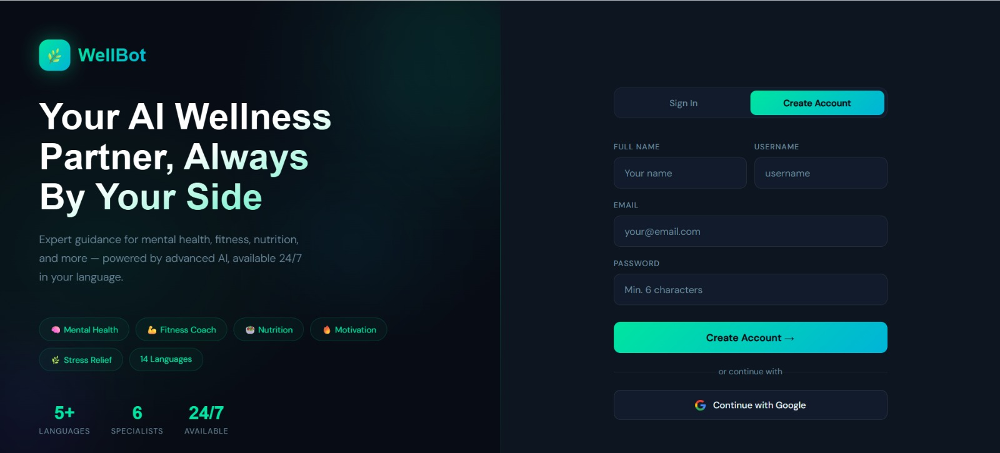 WellBot
Your AI Wellness
Partner, Always
By Your Side
Expert guidance for mental health, fitness, nutrition,
and more — powered by advanced AI, available 24/7
in your language.
Mental Health
Fitness Coach
Nutrition
Motivation
Stress Relief
14 Languages
5+
LANGUAGES
6
SPECIALISTS
24/7
AVAILABLE
Sign In
Create Account
FULL NAME
Your name
USERNAME
username
EMAIL
your@email.com
PASSWORD
Min. 6 characters
Create Account →
or continue with
Continue with Google